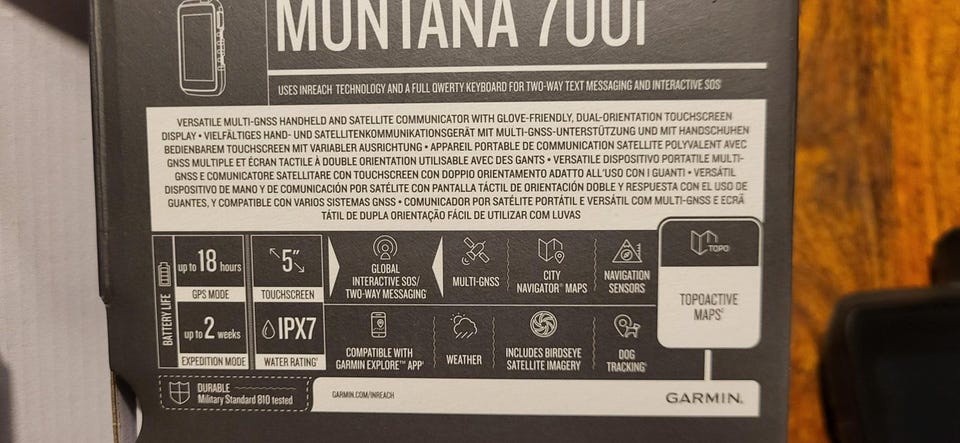 MONTANA 700i
USES INREACH TECHNOLOGY AND A FULL QWERTY KEYBOARD FOR TWO-WAY TEXT MESSAGING AND INTERACTIVE SOS
VERSATILE MULTI-GNSS HANDHELD AND SATELLITE COMMUNICATOR WITH GLOVE-FRIENDLY, DUAL-ORIENTATION TOUCHSCREEN
DISPLAY • VIELFÄLTIGES HAND- UND SATELLITENKOMMUNIKATIONSGERÄT MIT MULTI-GNSS-UNTERSTÜTZUNG UND MIT HANDSCHUHEN
BEDIENBAREM TOUCHSCREEN MIT VARIABLER AUSRICHTUNG • APPAREIL PORTABLE DE COMMUNICATION SATELLITE POLYVALENT AVEC
GNSS MULTIPLE ET ÉCRAN TACTILE À DOUBLE ORIENTATION UTILISABLE AVEC DES GANTS • VERSATILE DISPOSITIVO PORTATILE MULTI-
GNSS E COMUNICATORE SATELLITARE CON TOUCHSCREEN CON DOPPIO ORIENTAMENTO ADATTO ALL'USO CON I GUANTI • VERSÁTIL
DISPOSITIVO DE MANO Y DE COMUNICACIÓN POR SATÉLITE CON PANTALLA TÁCTIL DE ORIENTACIÓN DOBLE Y RESPUESTA CON EL USO DE
GUANTES, Y COMPATIBLE CON VARIOS SISTEMAS GNSS • COMUNICADOR POR SATÉLITE PORTÁTIL E VERSÁTIL COM MULTI-GNSS E ECRÃ
TÁTIL DE DUPLA ORIENTAÇÃO FÁCIL DE UTILIZAR COM LUVAS
BATTERY LIFE
up to 18 hours
GPS MODE
up to 2 weeks
EXPEDITION MODE
5"
TOUCHSCREEN
IPX7
WATER RATING
GLOBAL
INTERACTIVE SOS/
TWO-WAY MESSAGING
MULTI-GNSS
CITY
NAVIGATOR® MAPS
NAVIGATION
SENSORS
TOPO
TOPOACTIVE
MAPS
COMPATIBLE WITH
GARMIN EXPLORE™ APP
WEATHER
INCLUDES BIRDSEYE
SATELLITE IMAGERY
DOG
TRACKING
DURABLE
Military Standard 810 tested
GARMIN.COM/INREACH
GARMIN.